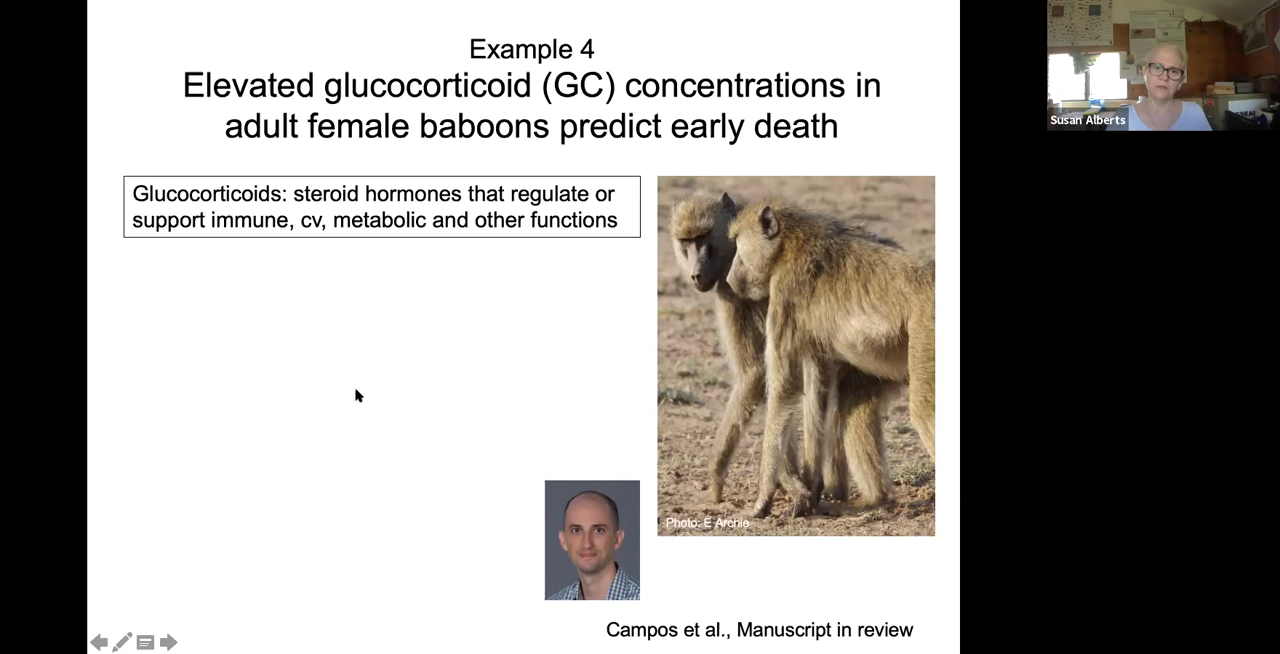 Example 4
Elevated glucocorticoid (GC) concentrations in
adult female baboons predict early death
Glucocorticoids: steroid hormones that regulate or
support immune, cv, metabolic and other functions
Photo: E Archie
Campos et al., Manuscript in review
Susan Alberts